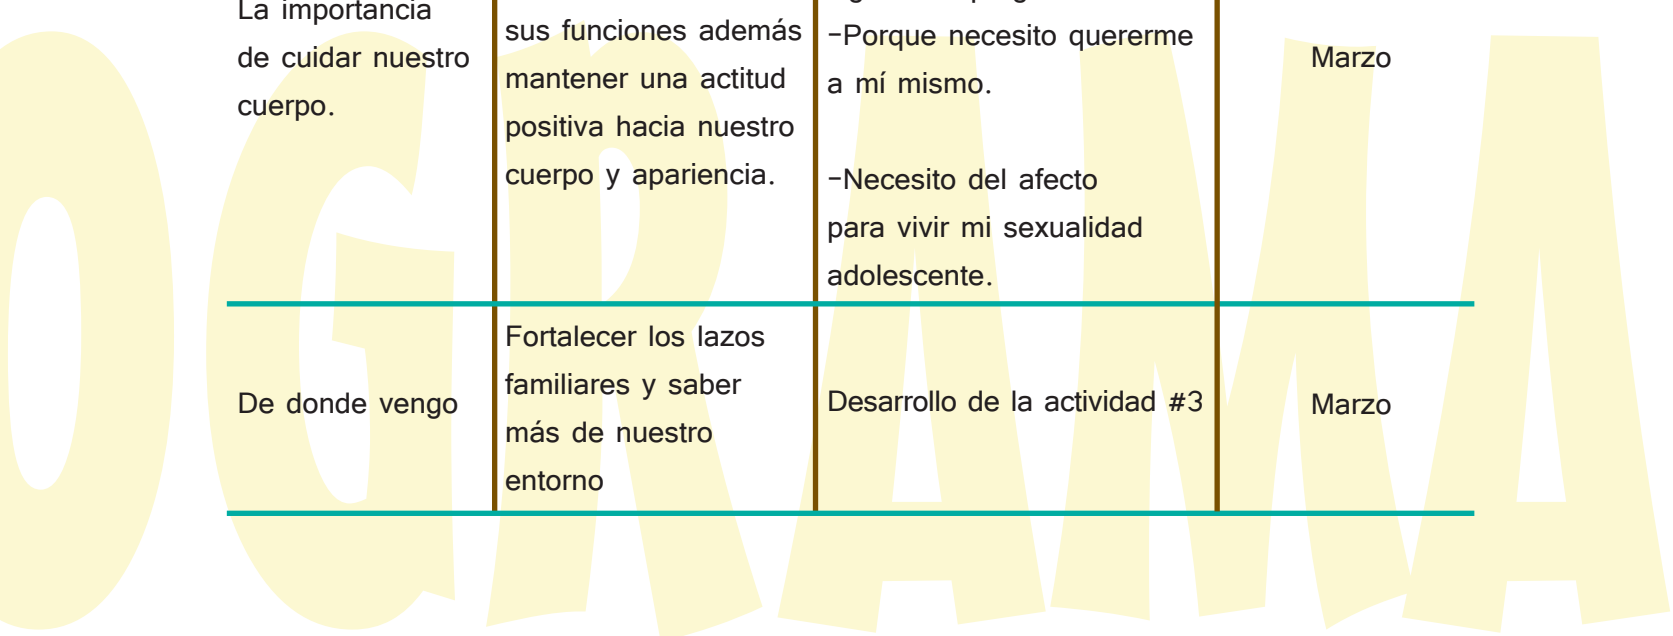 La importancia
de cuidar nuestro
cuerpo.
sus funciones además
mantener una actitud
positiva hacia nuestro
cuerpo y apariencia.
-Porque necesito quererme
a mí mismo.
-Necesito del afecto
para vivir mi sexualidad
adolescente.
Marzo
De donde vengo
Fortalecer los lazos
familiares y saber
más de nuestro
entorno
Desarrollo de la actividad #3
Marzo
OGRAMA